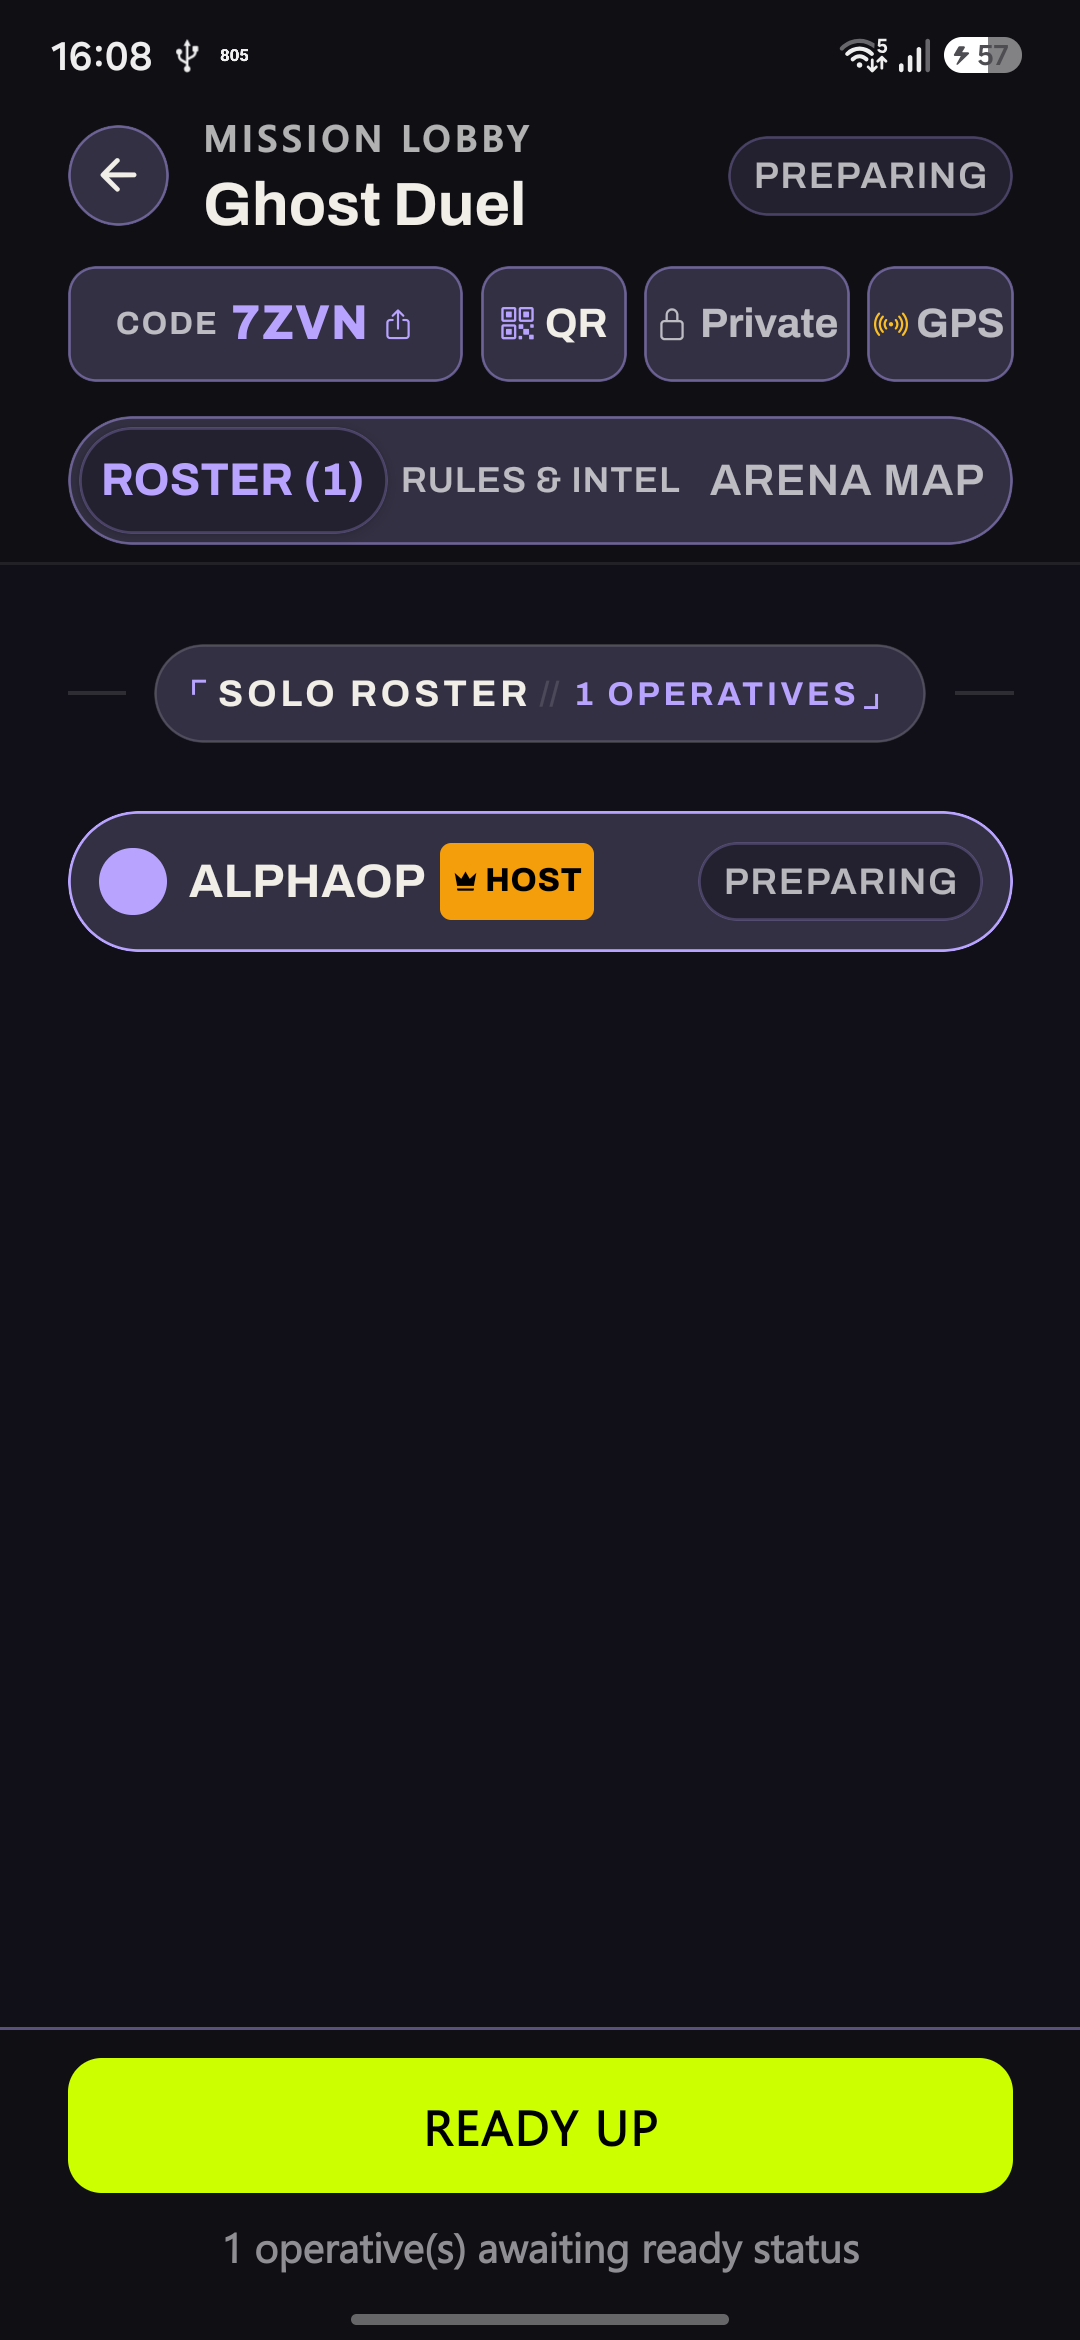 16:08 805 5 57
MISSION LOBBY
Ghost Duel
PREPARING
CODE 7ZVN QR Private GPS
ROSTER (1) RULES & INTEL ARENA MAP
SOLO ROSTER // 1 OPERATIVES
ALPHAOP HOST PREPARING
READY UP
1 operative(s) awaiting ready status